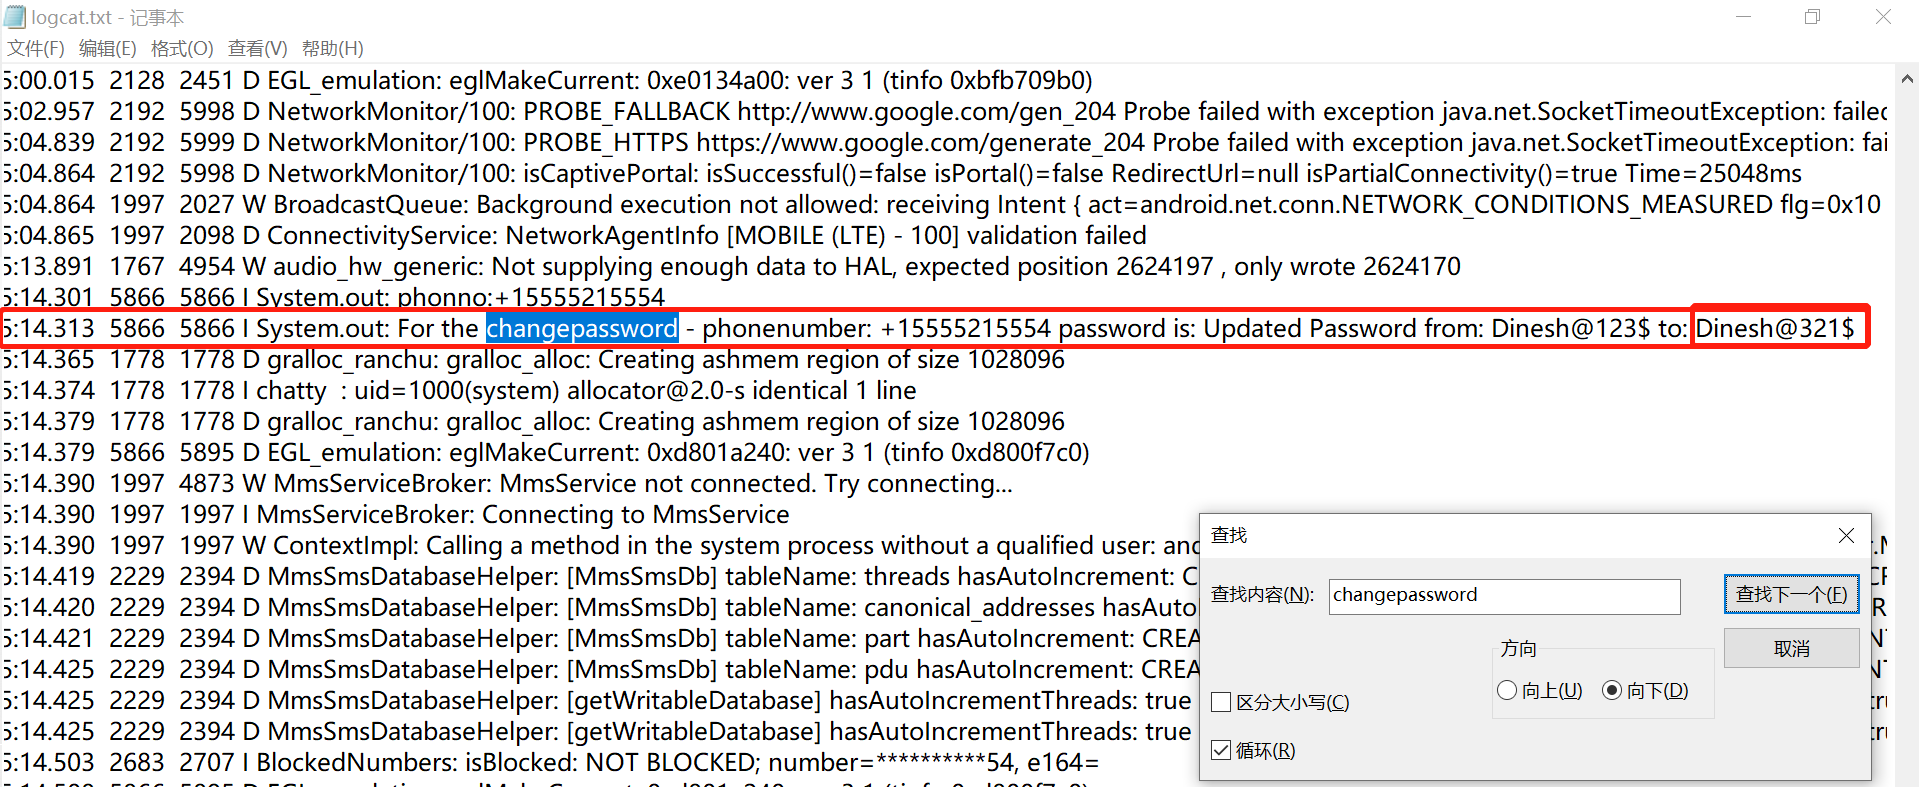 logcat.txt - 记事本
文件(F) 编辑(E) 格式(O) 查看(V) 帮助(H)
5:00.015 2128 2451 D EGL_emulation: eglMakeCurrent: 0xe0134a00: ver 3 1 (tinfo 0xbfb709b0)
5:02.957 2192 5998 D NetworkMonitor/100: PROBE_FALLBACK http://www.google.com/gen_204 Probe failed with exception java.net.SocketTimeoutException: failed
5:04.839 2192 5999 D NetworkMonitor/100: PROBE_HTTPS https://www.google.com/generate_204 Probe failed with exception java.net.SocketTimeoutException: fai
5:04.864 2192 5998 D NetworkMonitor/100: isCaptivePortal: isSuccessful()=false isPortal()=false RedirectUrl=null isPartialConnectivity()=true Time=25048ms
5:04.864 1997 2027 W BroadcastQueue: Background execution not allowed: receiving Intent { act=android.net.conn.NETWORK_CONDITIONS_MEASURED flg=0x10
5:04.865 1997 2098 D ConnectivityService: NetworkAgentInfo [MOBILE (LTE) - 100] validation failed
5:13.891 1767 4954 W audio_hw_generic: Not supplying enough data to HAL, expected position 2624197 , only wrote 2624170
5:14.301 5866 5866 I System.out: phonno:+15555215554
5:14.313 5866 5866 I System.out: For the changepassword - phonenumber: +15555215554 password is: Updated Password from: Dinesh@123$ to: Dinesh@321$
5:14.365 1778 1778 D gralloc_ranchu: gralloc_alloc: Creating ashmem region of size 1028096
5:14.374 1778 1778 I chatty : uid=1000(system) allocator@2.0-s identical 1 line
5:14.379 1778 1778 D gralloc_ranchu: gralloc_alloc: Creating ashmem region of size 1028096
5:14.379 5866 5895 D EGL_emulation: eglMakeCurrent: 0xd801a240: ver 3 1 (tinfo 0xd800f7c0)
5:14.390 1997 4873 W MmsServiceBroker: MmsService not connected. Try connecting...
5:14.390 1997 1997 I MmsServiceBroker: Connecting to MmsService
5:14.390 1997 1997 W ContextImpl: Calling a method in the system process without a qualified user: and
5:14.419 2229 2394 D MmsSmsDatabaseHelper: [MmsSmsDb] tableName: threads hasAutoIncrement: C
5:14.420 2229 2394 D MmsSmsDatabaseHelper: [MmsSmsDb] tableName: canonical_addresses hasAuto
5:14.421 2229 2394 D MmsSmsDatabaseHelper: [MmsSmsDb] tableName: part hasAutoIncrement: CREA
5:14.425 2229 2394 D MmsSmsDatabaseHelper: [MmsSmsDb] tableName: pdu hasAutoIncrement: CREA
5:14.425 2229 2394 D MmsSmsDatabaseHelper: [getWritableDatabase] hasAutoIncrementThreads: true
5:14.425 2229 2394 D MmsSmsDatabaseHelper: [getWritableDatabase] hasAutoIncrementThreads: true
5:14.503 2683 2707 I BlockedNumbers: isBlocked: NOT BLOCKED; number=**********54, e164=
查找
查找内容(N): changepassword 查找下一个(F)
取消
方向
向上(U) 向下(D)
区分大小写(C)
循环(R)